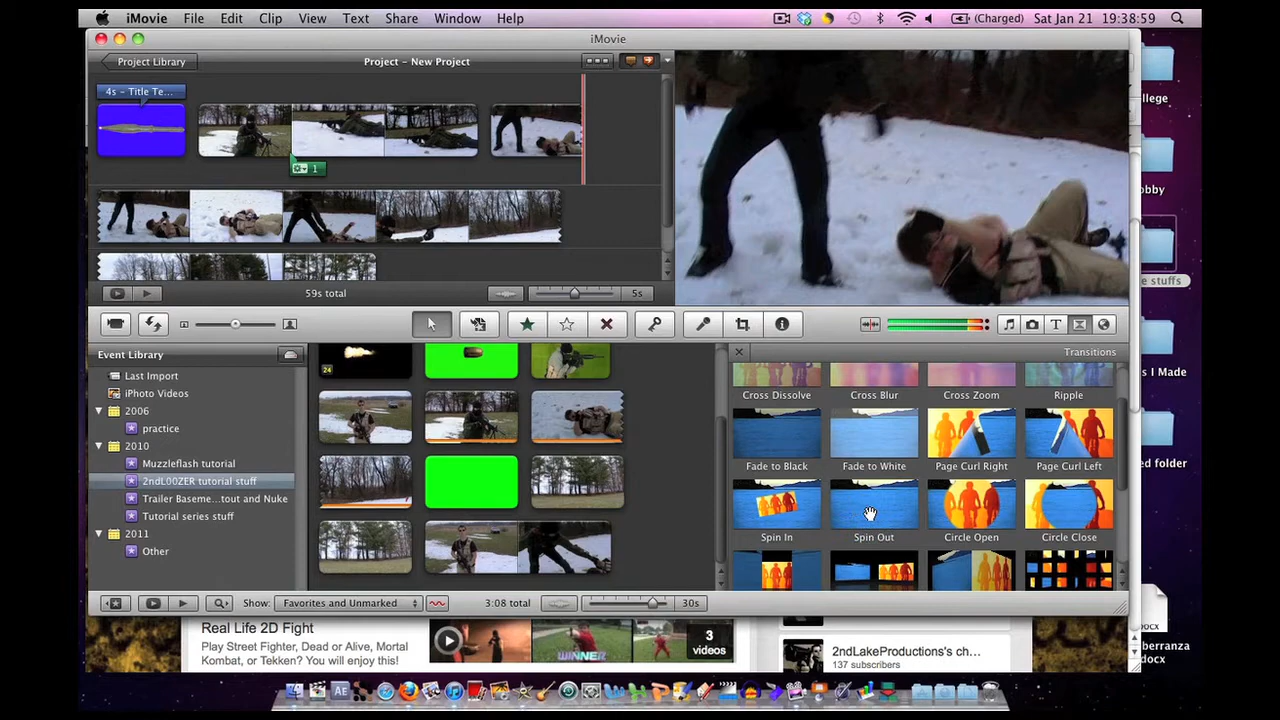 iMovie File Edit Clip View Text Share Window Help
(Charged) Sat Jan 21 19:38:59
iMovie
Project Library
Project - New Project
4s - Title Te...
1
59s total
5s
Event Library
Last Import
iPhoto Videos
2006
practice
2010
Muzzleflash tutorial
2ndL00ZER tutorial stuff
Trailer Baseme...tout and Nuke
Tutorial series stuff
2011
Other
24
Transitions
Cross Dissolve
Cross Blur
Cross Zoom
Ripple
Fade to Black
Fade to White
Page Curl Right
Page Curl Left
Spin In
Spin Out
Circle Open
Circle Close
Show: Favorites and Unmarked
3:08 total
30s
Real Life 2D Fight
Play Street Fighter, Dead or Alive, Mortal
Kombat, or Tekken? You will enjoy this!
WINNER
3
videos
2ndLakeProductions's ch...
137 subscribers
llege
obby
e stuffs
s I Made
ed folder
DOCX
berranza
docx
AE